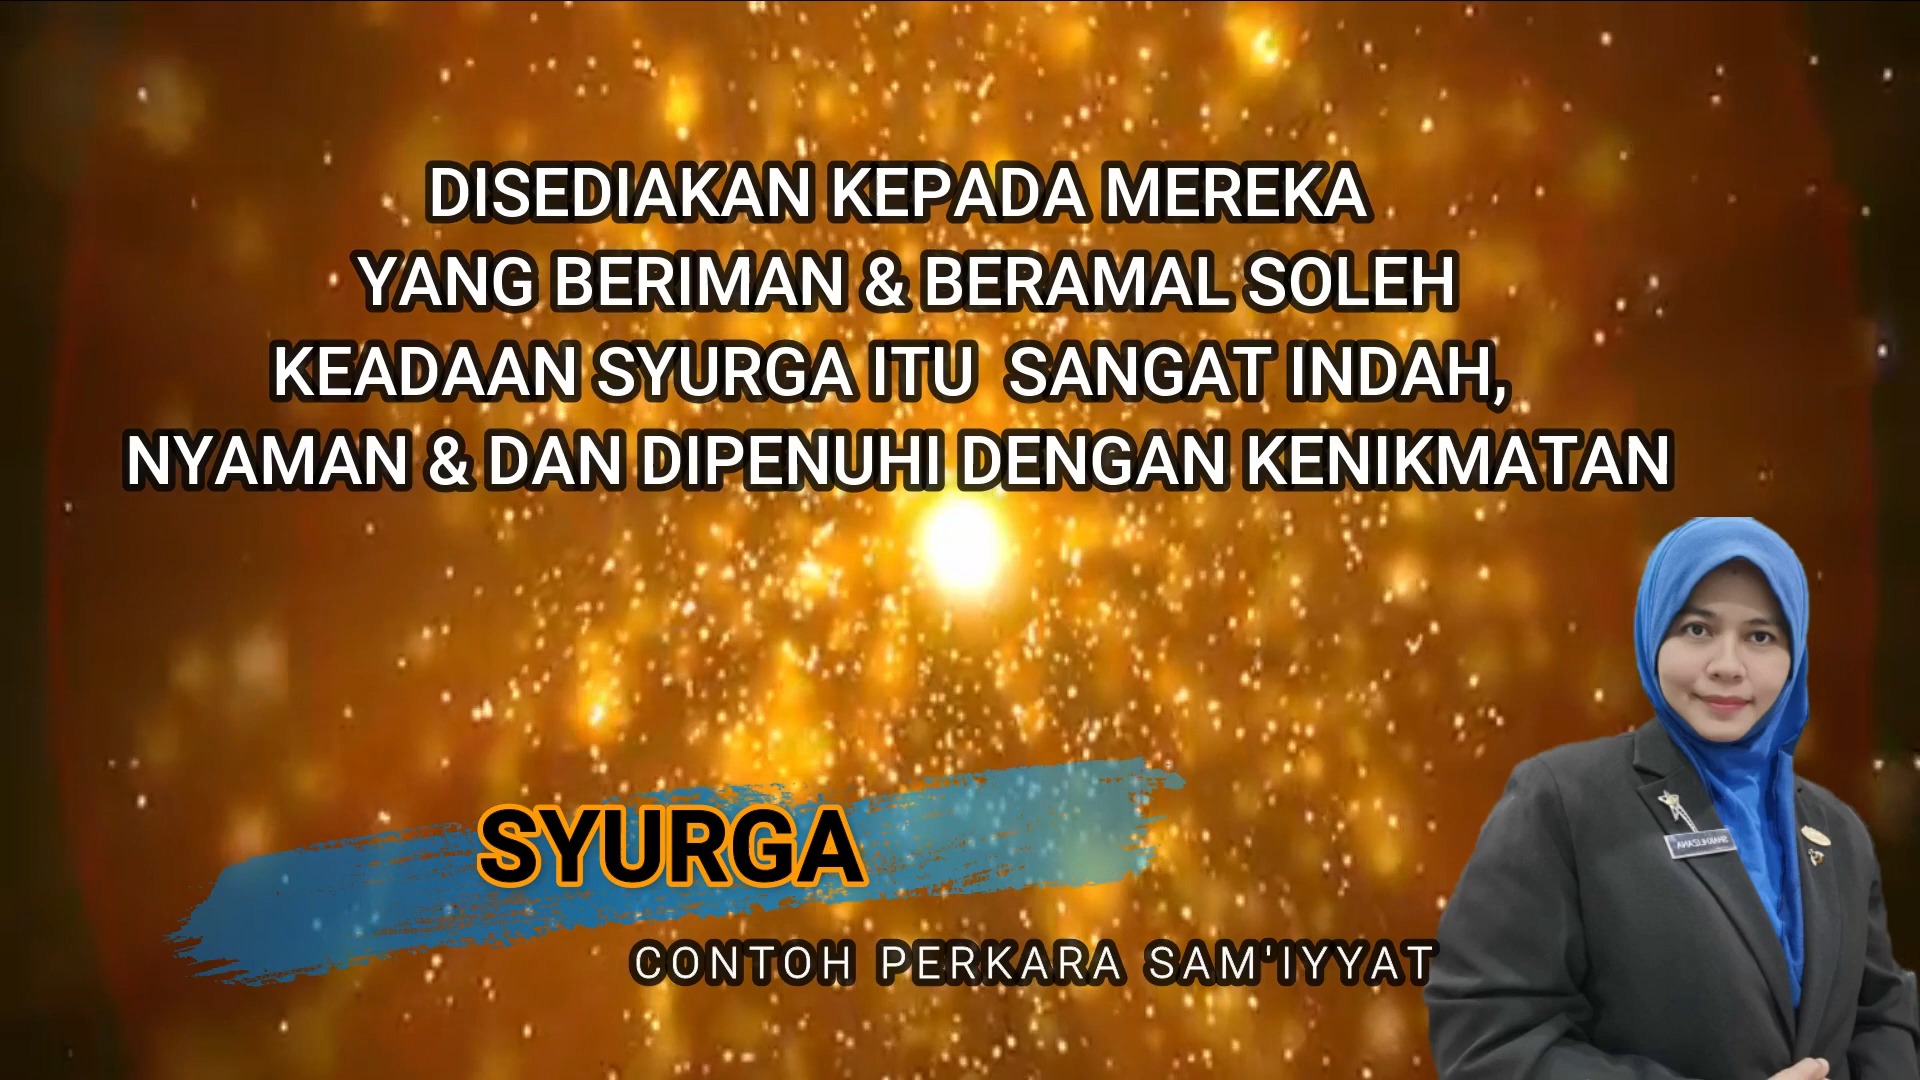 DISEDIAKAN KEPADA MEREKA
YANG BERIMAN & BERAMAL SOLEH
KEADAAN SYURGA ITU SANGAT INDAH,
NYAMAN & DAN DIPENUHI DENGAN KENIKMATAN
SYURGA
CONTOH PERKARA SAM'IYYAT